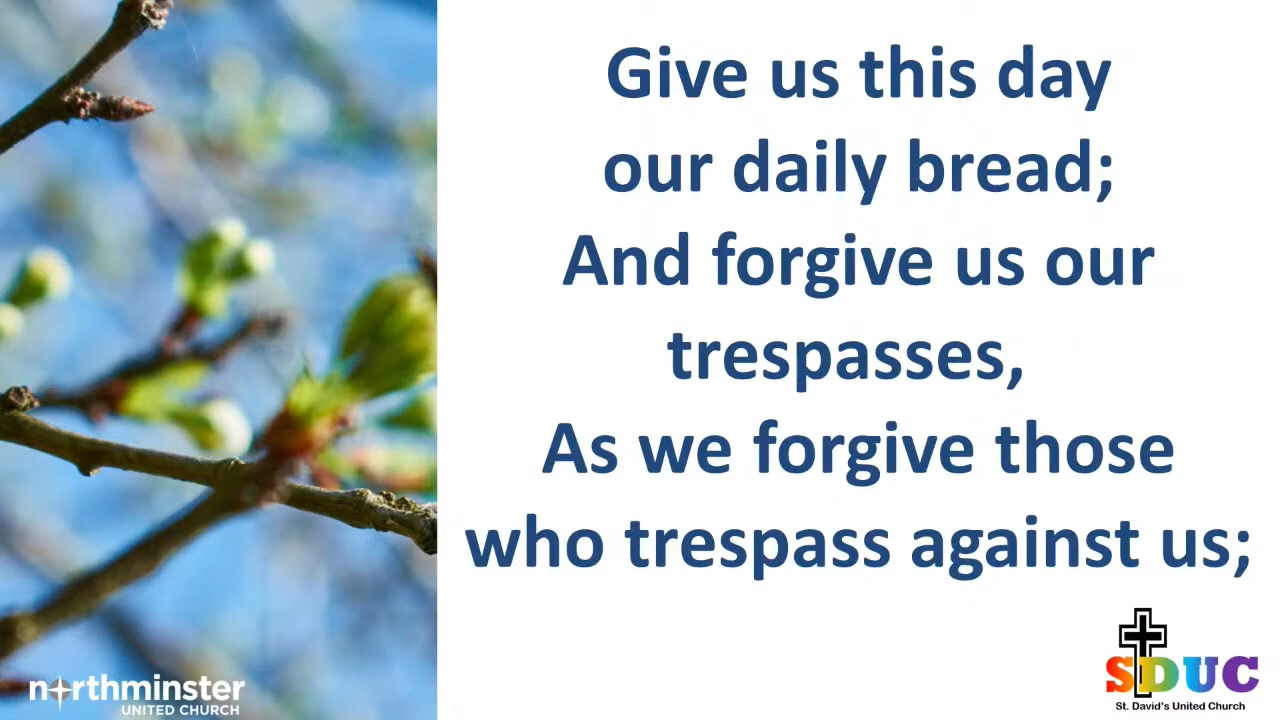 Give us this day
our daily bread;
And forgive us our
trespasses,
As we forgive those
who trespass against us;
northminster
UNITED CHURCH
SDUC
St. David's United Church